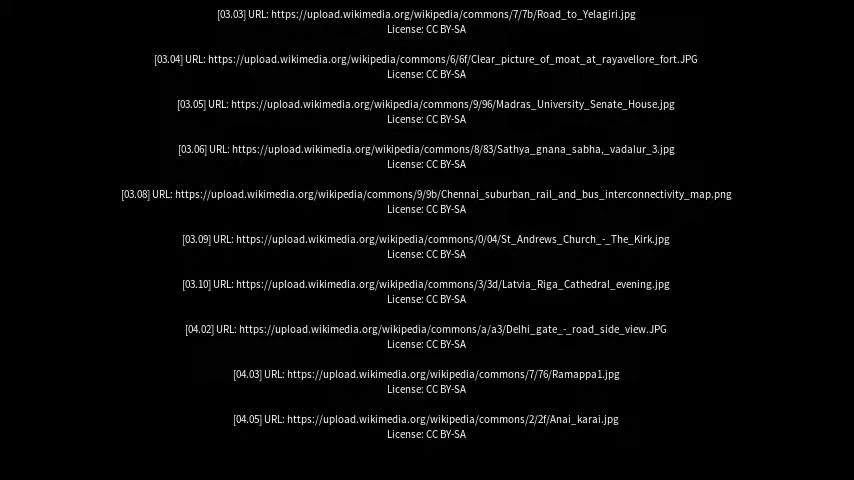 [03.03] URL: https://upload.wikimedia.org/wikipedia/commons/7/7b/Road_to_Yelagiri.jpg
License: CC BY-SA
[03.04] URL: https://upload.wikimedia.org/wikipedia/commons/6/6f/Clear_picture_of_moat_at_rayavellore_fort.JPG
License: CC BY-SA
[03.05] URL: https://upload.wikimedia.org/wikipedia/commons/9/96/Madras_University_Senate_House.jpg
License: CC BY-SA
[03.06] URL: https://upload.wikimedia.org/wikipedia/commons/8/83/Sathya_gnana_sabha,_vadalur_3.jpg
License: CC BY-SA
[03.08] URL: https://upload.wikimedia.org/wikipedia/commons/9/9b/Chennai_suburban_rail_and_bus_interconnectivity_map.png
License: CC BY-SA
[03.09] URL: https://upload.wikimedia.org/wikipedia/commons/0/04/St_Andrews_Church_-_The_Kirk.jpg
License: CC BY-SA
[03.10] URL: https://upload.wikimedia.org/wikipedia/commons/3/3d/Latvia_Riga_Cathedral_evening.jpg
License: CC BY-SA
[04.02] URL: https://upload.wikimedia.org/wikipedia/commons/a/a3/Delhi_gate_-_road_side_view.JPG
License: CC BY-SA
[04.03] URL: https://upload.wikimedia.org/wikipedia/commons/7/76/Ramappa1.jpg
License: CC BY-SA
[04.05] URL: https://upload.wikimedia.org/wikipedia/commons/2/2f/Anai_karai.jpg
License: CC BY-SA